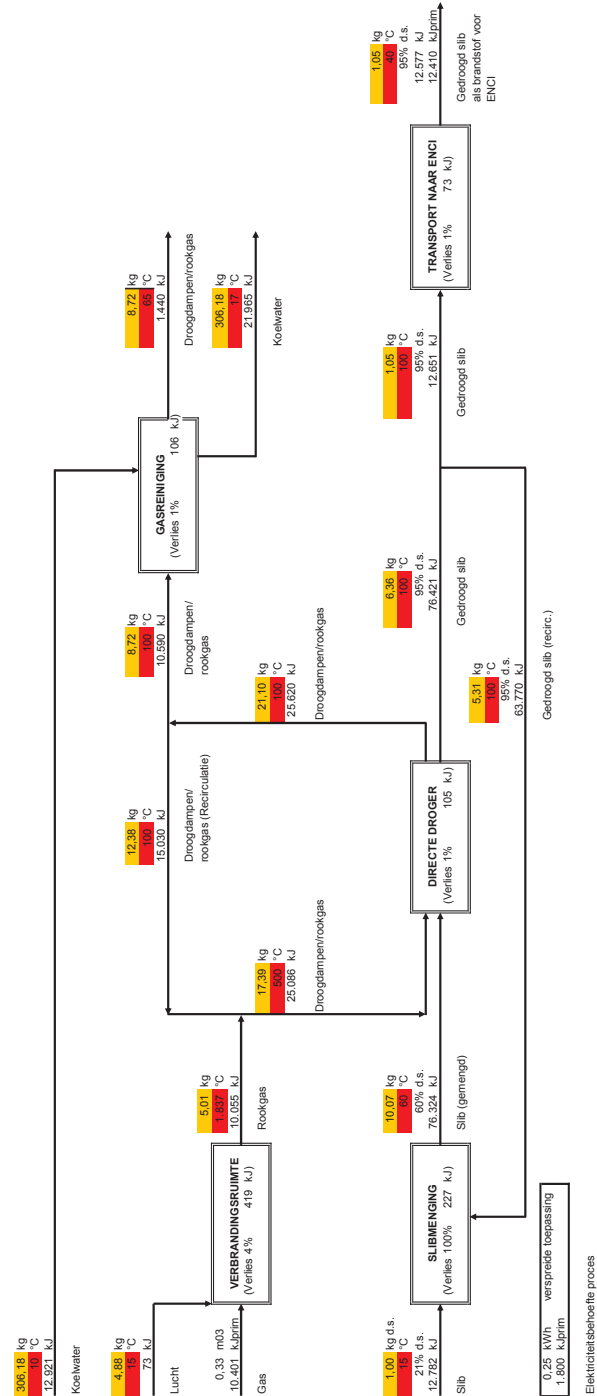 306,18 kg
10 °C
12.921 kJ
Koelwater
4,88 kg
15 °C
73 kJ
Lucht
0,33 m03
10.401 kJprim
Gas
VERBRANDINGSRUIMTE
(Verlies 4% 419 kJ)
5,01 kg
1.837 °C
10.055 kJ
Rookgas
12,38 kg
100 °C
15.030 kJ
Droogdampen/
rookgas (Recirculatie)
17,39 kg
500 °C
25.086 kJ
Droogdampen/rookgas
21,10 kg
100 °C
25.620 kJ
Droogdampen/rookgas
8,72 kg
100 °C
10.590 kJ
Droogdampen/
rookgas
GASREINIGING
(Verlies 1% 106 kJ)
8,72 kg
65 °C
1.440 kJ
Droogdampen/rookgas
306,18 kg
17 °C
21.965 kJ
Koelwater
1,00 kg d.s.
15 °C
21% d.s.
12.782 kJ
Slib
SLIBMENGING
(Verlies 100% 227 kJ)
10,07 kg
60 °C
60% d.s.
76.324 kJ
Slib (gemengd)
DIRECTE DROGER
(Verlies 1% 105 kJ)
6,36 kg
100 °C
95% d.s.
76.421 kJ
Gedroogd slib
5,31 kg
100 °C
95% d.s.
63.770 kJ
Gedroogd slib (recirc.)
1,05 kg
100 °C
95% d.s.
12.651 kJ
Gedroogd slib
TRANSPORT NAAR ENCI
(Verlies 1% 73 kJ)
1,05 kg
40 °C
95% d.s.
12.577 kJ
12.410 kJprim
Gedroogd slib
als brandstof voor
ENCI
0,25 kWh verspreide toepassing
1.800 kJprim
Elektriciteitsbehoefte proces